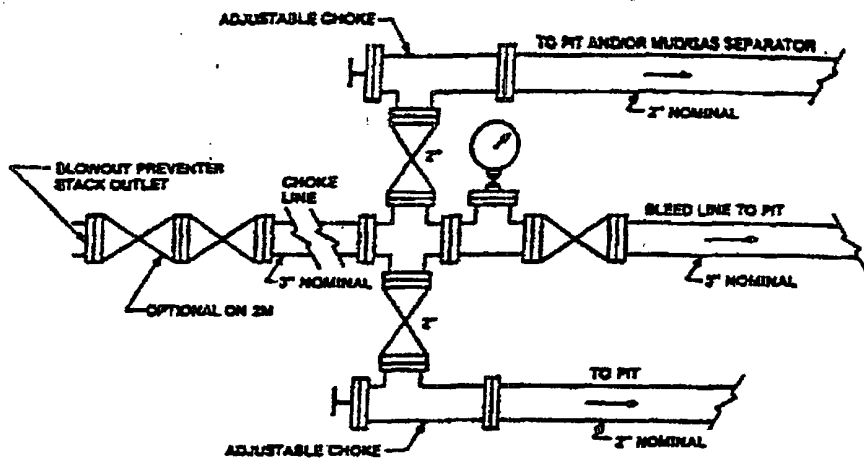 ADJUSTABLE CHOKE
TO PIT AND/OR MUD/GAS SEPARATOR
2" NOMINAL
2"
BLOWOUT PREVENTER
STACK OUTLET
CHOKE
LINE
BLEED LINE TO PIT
3" NOMINAL
3" NOMINAL
OPTIONAL ON 2M
2"
TO PIT
ADJUSTABLE CHOKE
2" NOMINAL